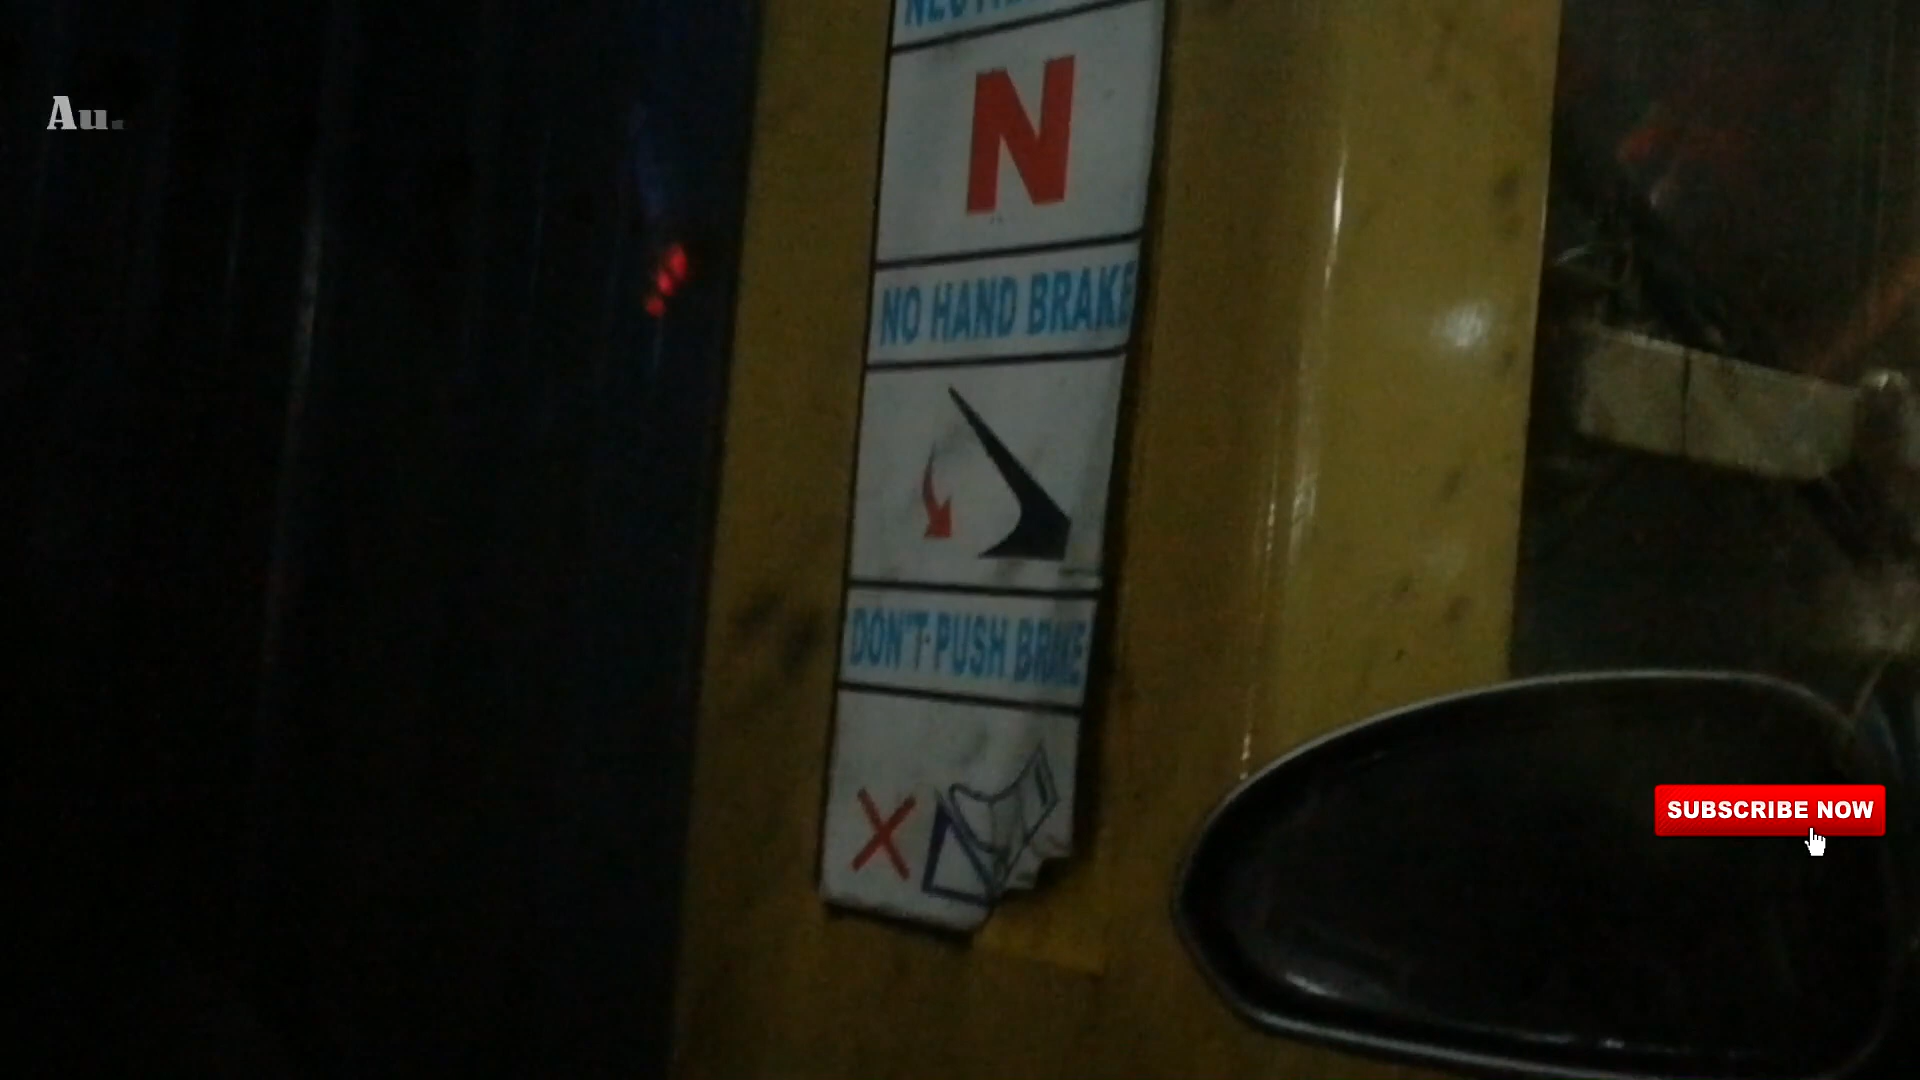 Au.
N
NO HAND BRAKE
DON'T PUSH BRAKE
SUBSCRIBE NOW